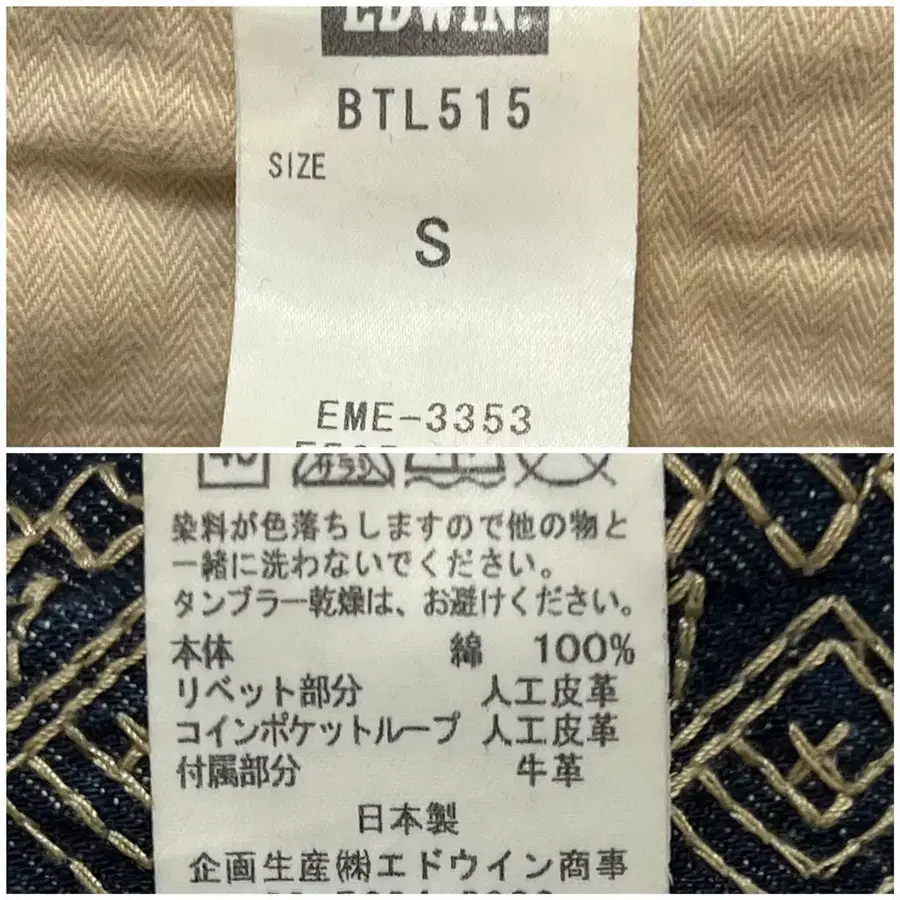 EDWIN.
BTL515
SIZE
S
EME-3353
40
サラシ
染料が色落ちしますので他の物と
一緒に洗わないでください。
タンブラー乾燥は、お避けください。
本体 綿 100%
リベット部分 人工皮革
コインポケットループ 人工皮革
付属部分 牛革
日本製
企画生産㈱エドウイン商事